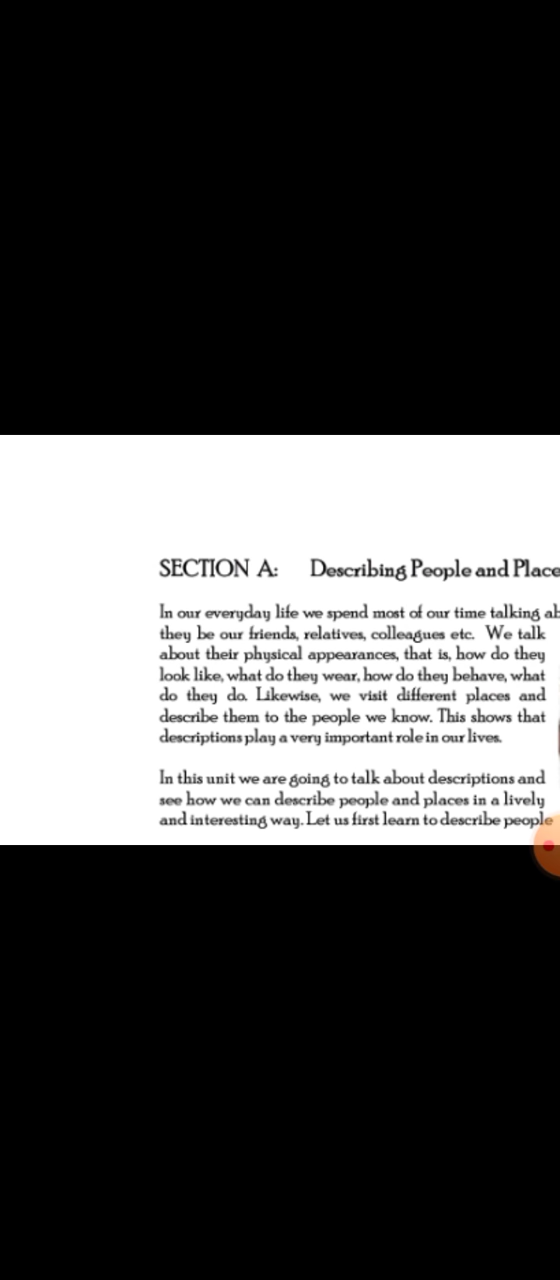 SECTION A: Describing People and Place
In our everyday life we spend most of our time talking ab
they be our friends, relatives, colleagues etc. We talk
about their physical appearances, that is, how do they
look like, what do they wear, how do they behave, what
do they do. Likewise, we visit different places and
describe them to the people we know. This shows that
descriptions play a very important role in our lives.
In this unit we are going to talk about descriptions and
see how we can describe people and places in a lively
and interesting way. Let us first learn to describe people